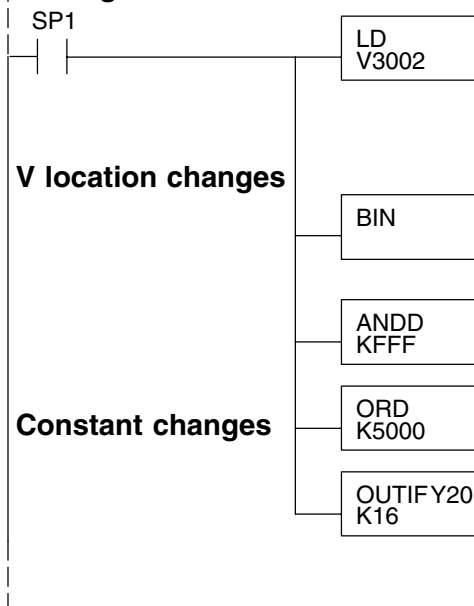 SP1
LD
V3002
V location changes
BIN
ANDD
KFFF
Constant changes
ORD
K5000
OUTIFY20
K16